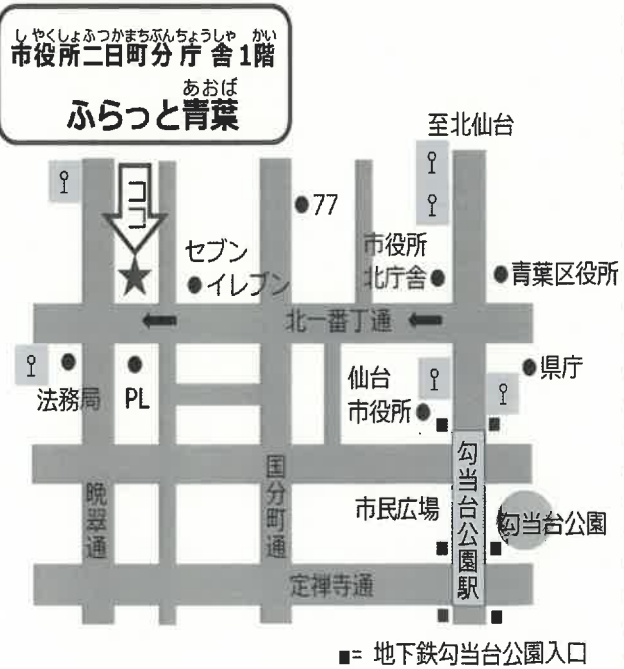 し やくしょふつかまちぶんちょうしゃ かい
市役所二日町分庁舎1階
あおば
ふらっと青葉
至北仙台
ココ
77
セブン
イレブン
市役所
北庁舎
青葉区役所
北一番丁通
法務局
PL
仙台
市役所
県庁
晩翠通
国分町通
市民広場
勾当台公園駅
勾当台公園
定禅寺通
■= 地下鉄勾当台公園入口